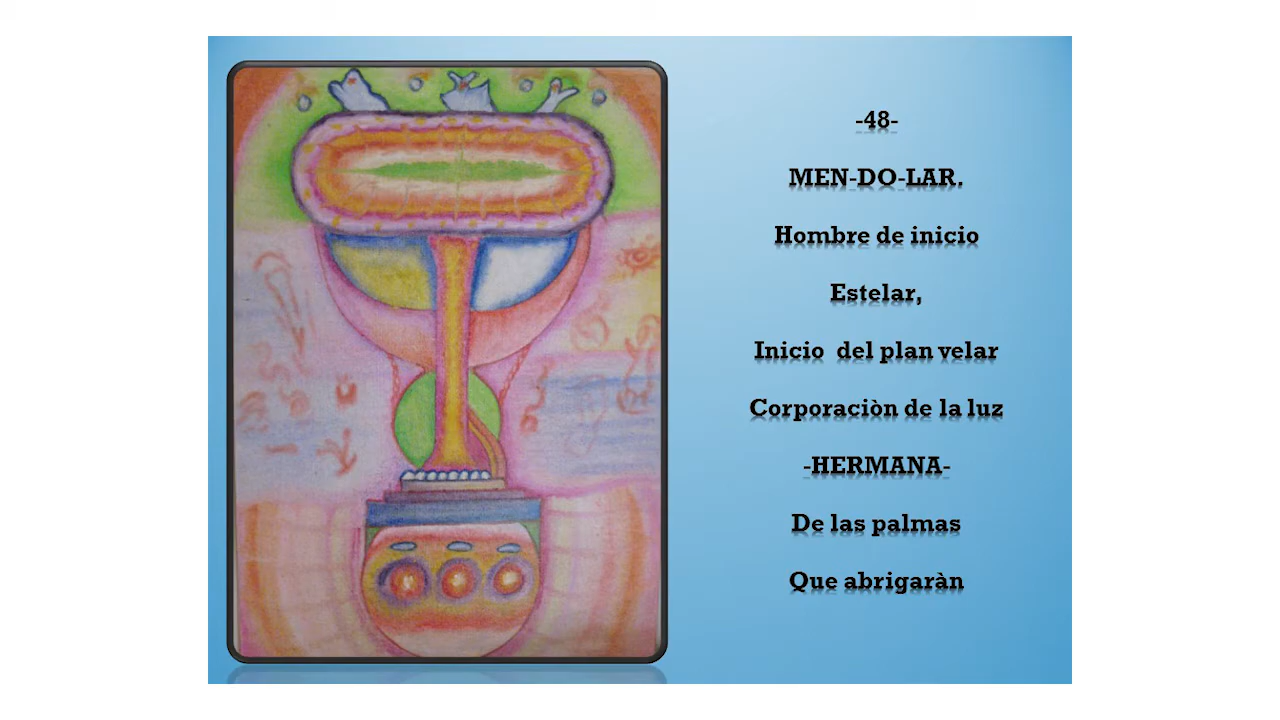 -48-
MEN-DO-LAR.
Hombre de inicio
Estelar,
Inicio  del plan velar
Corporaciòn de la luz
-HERMANA-
De las palmas
Que abrigaràn